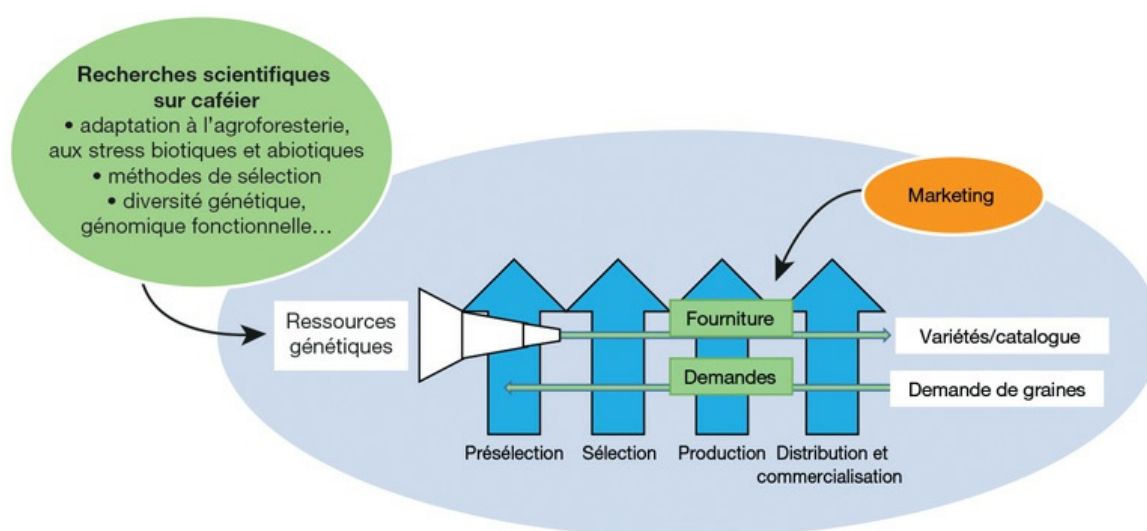 Recherches scientifiques
sur caféier
• adaptation à l'agroforesterie,
aux stress biotiques et abiotiques
• méthodes de sélection
• diversité génétique,
génomique fonctionnelle…
Marketing
Ressources
génétiques
Fourniture
Variétés/catalogue
Demandes
Demande de graines
Présélection
Sélection
Production
Distribution et
commercialisation